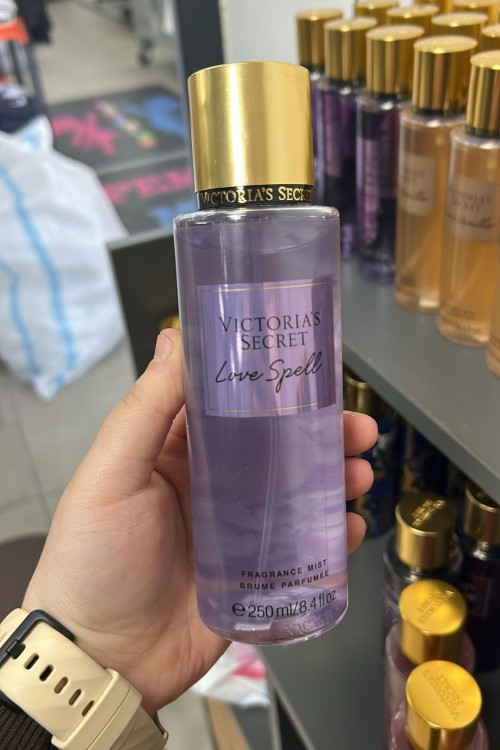 VICTORIA'S SECRET
VICTORIA'S
SECRET
Love Spell
FRAGRANCE MIST
BRUME PARFUMÉE
℮250 ml/8.4 fl oz